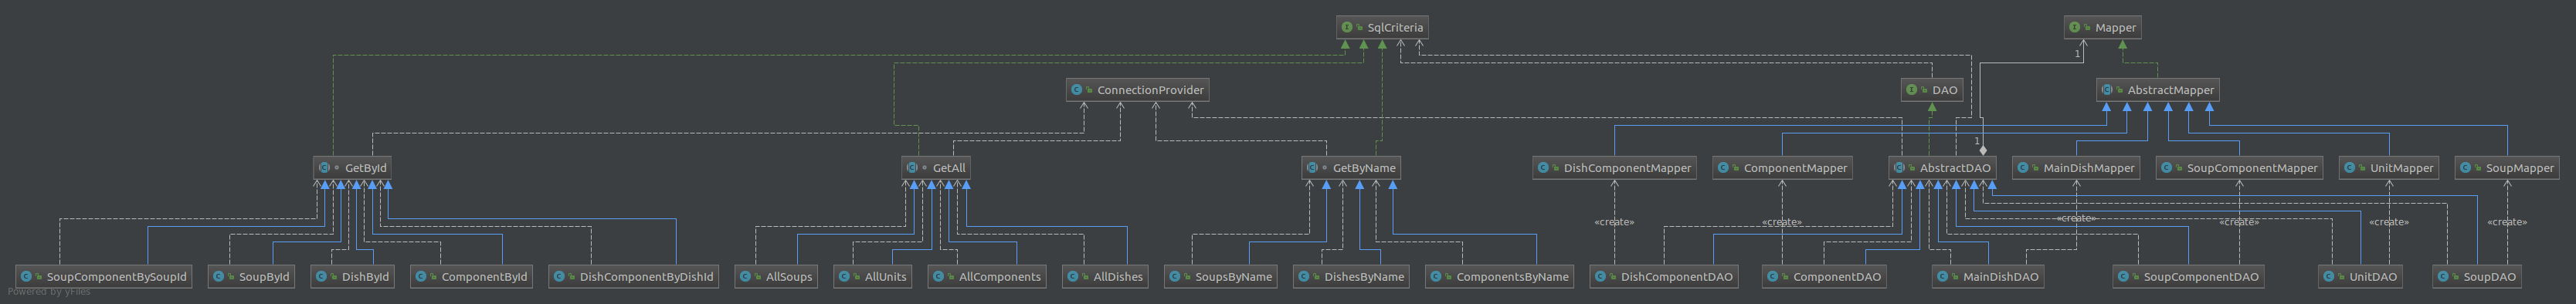 SqlCriteria
Mapper
1
ConnectionProvider
DAO
AbstractMapper
1
GetById
GetAll
GetByName
DishComponentMapper
ComponentMapper
AbstractDAO
MainDishMapper
SoupComponentMapper
UnitMapper
SoupMapper
«create»
«create»
«create»
«create»
«create»
«create»
SoupComponentBySoupId
SoupById
DishById
ComponentById
DishComponentByDishId
AllSoups
AllUnits
AllComponents
AllDishes
SoupsByName
DishesByName
ComponentsByName
DishComponentDAO
ComponentDAO
MainDishDAO
SoupComponentDAO
UnitDAO
SoupDAO
Powered by yFiles